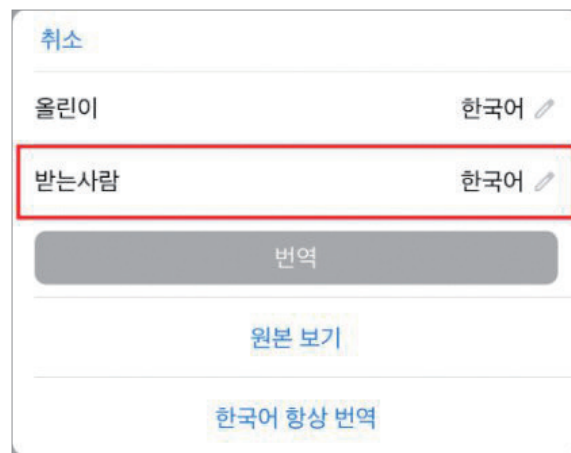 취소
올린이 한국어
받는사람 한국어
번역
원본 보기
한국어 항상 번역